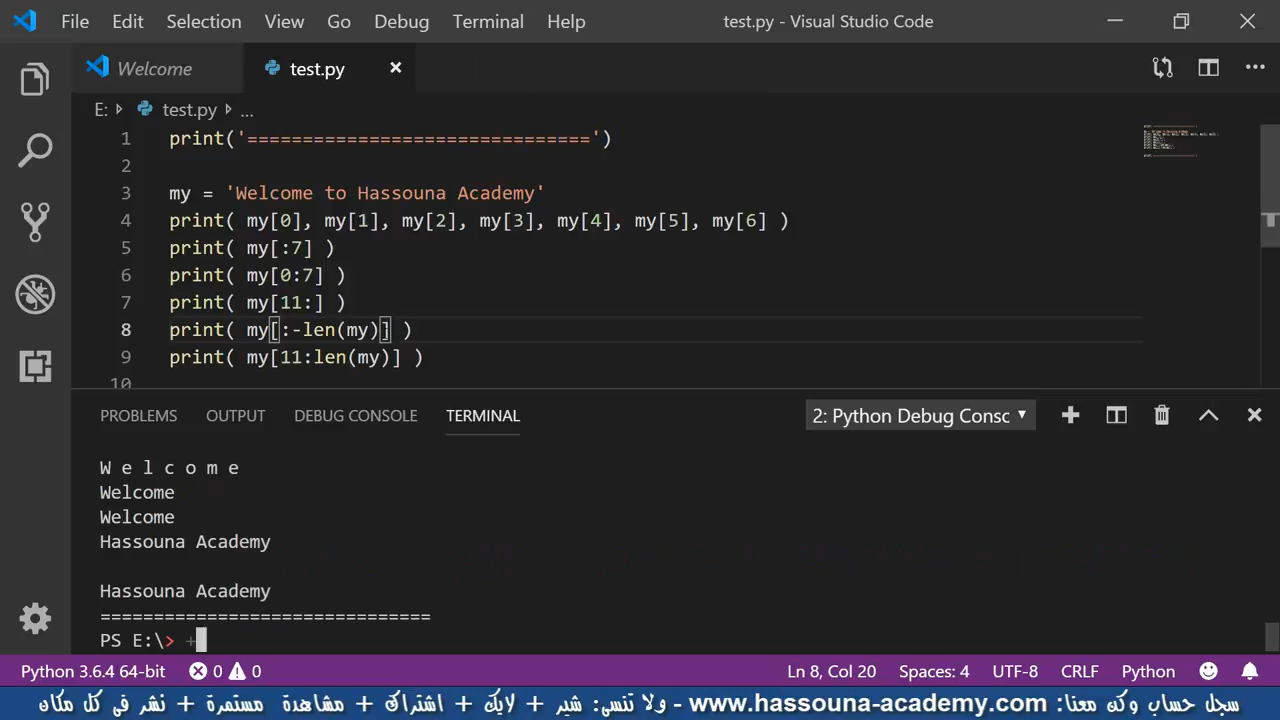 File Edit Selection View Go Debug Terminal Help test.py - Visual Studio Code
Welcome test.py
E: test.py ...
1 print('==============================')
2
3 my = 'Welcome to Hassouna Academy'
4 print( my[0], my[1], my[2], my[3], my[4], my[5], my[6] )
5 print( my[:7] )
6 print( my[0:7] )
7 print( my[11:] )
8 print( my[:-len(my)] )
9 print( my[11:len(my)] )
10
PROBLEMS OUTPUT DEBUG CONSOLE TERMINAL 2: Python Debug Consc
W e l c o m e
Welcome
Welcome
Hassouna Academy
Hassouna Academy
==============================
PS E:\> +
Python 3.6.4 64-bit 0 0 Ln 8, Col 20 Spaces: 4 UTF-8 CRLF Python
سجل حساب وكن معنا: www.hassouna-academy.com - ولا تنسى: شير + لايك + اشتراك + مشاهدة مستمرة + نشر فى كل مكان